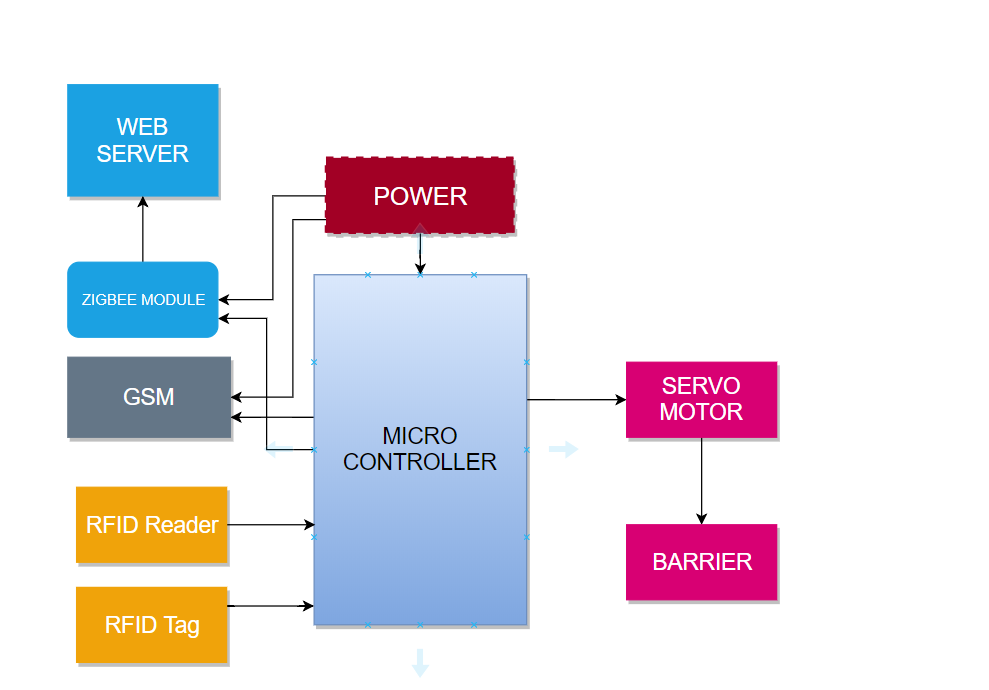 WEB
SERVER
POWER
ZIGBEE MODULE
GSM
MICRO
CONTROLLER
SERVO
MOTOR
RFID Reader
BARRIER
RFID Tag